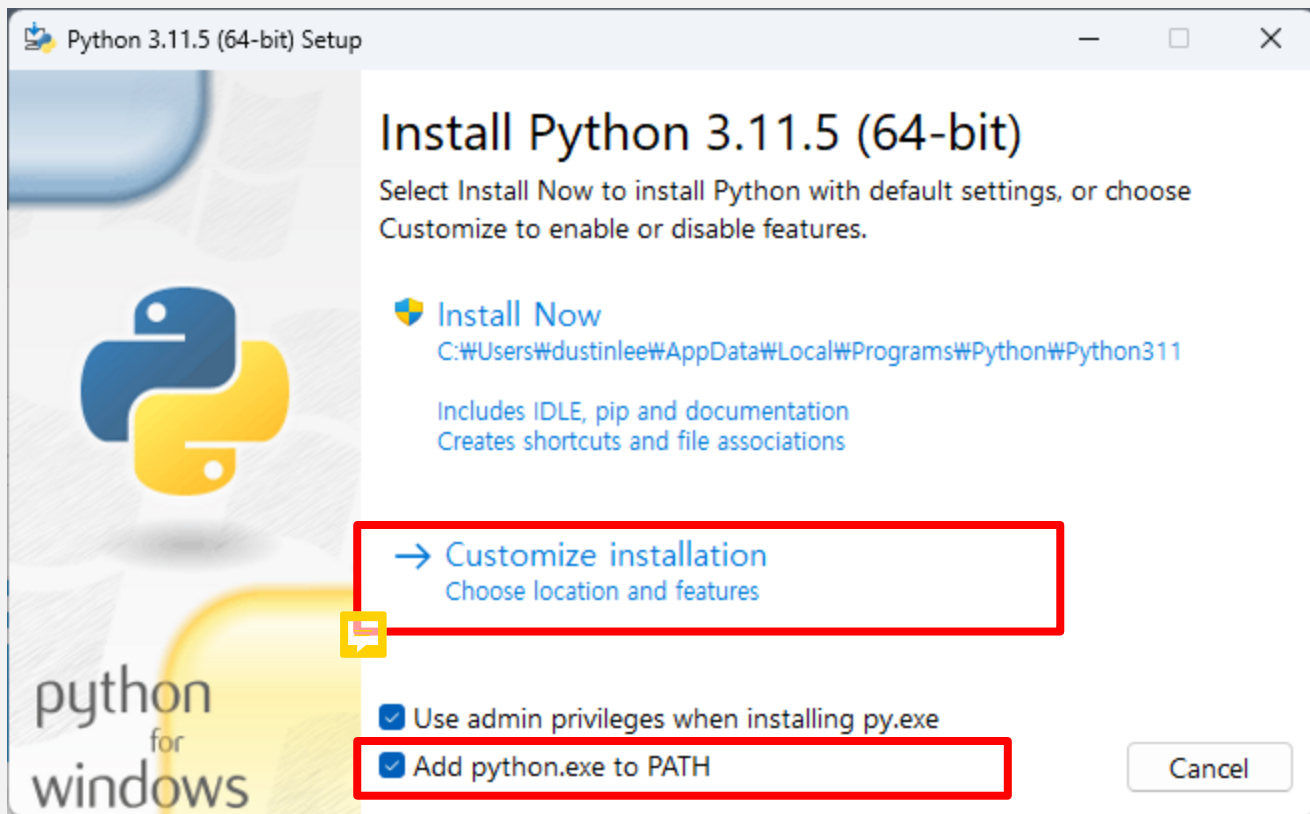 Python 3.11.5 (64-bit) Setup
Install Python 3.11.5 (64-bit)
Select Install Now to install Python with default settings, or choose
Customize to enable or disable features.
Install Now
C:₩Users₩dustinlee₩AppData₩Local₩Programs₩Python₩Python311
Includes IDLE, pip and documentation
Creates shortcuts and file associations
Customize installation
Choose location and features
python
for
windows
Use admin privileges when installing py.exe
Add python.exe to PATH
Cancel